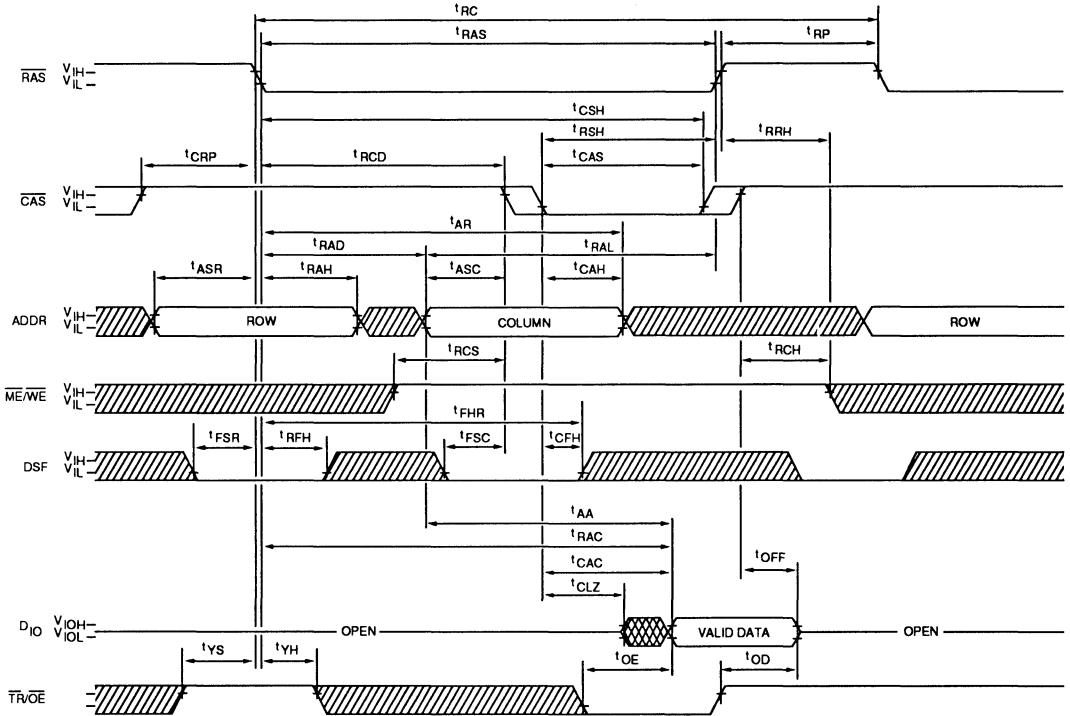 tRC
tRAS
tRP
RAS VIH VIL
tCSH
tRSH
tRRH
tCRP
tRCD
tCAS
CAS VIH VIL
tAR
tRAD
tRAL
tASR
tRAH
tASC
tCAH
ADDR VIH VIL ROW COLUMN ROW
tRCS
tRCH
ME/WE VIH VIL
tFHR
tFSR
tRFH
tFSC
tCFH
DSF VIH VIL
tAA
tRAC
tCAC
tOFF
tCLZ
DIO VIOH VIOL OPEN VALID DATA OPEN
tYS
tYH
tOE
tOD
TR/OE